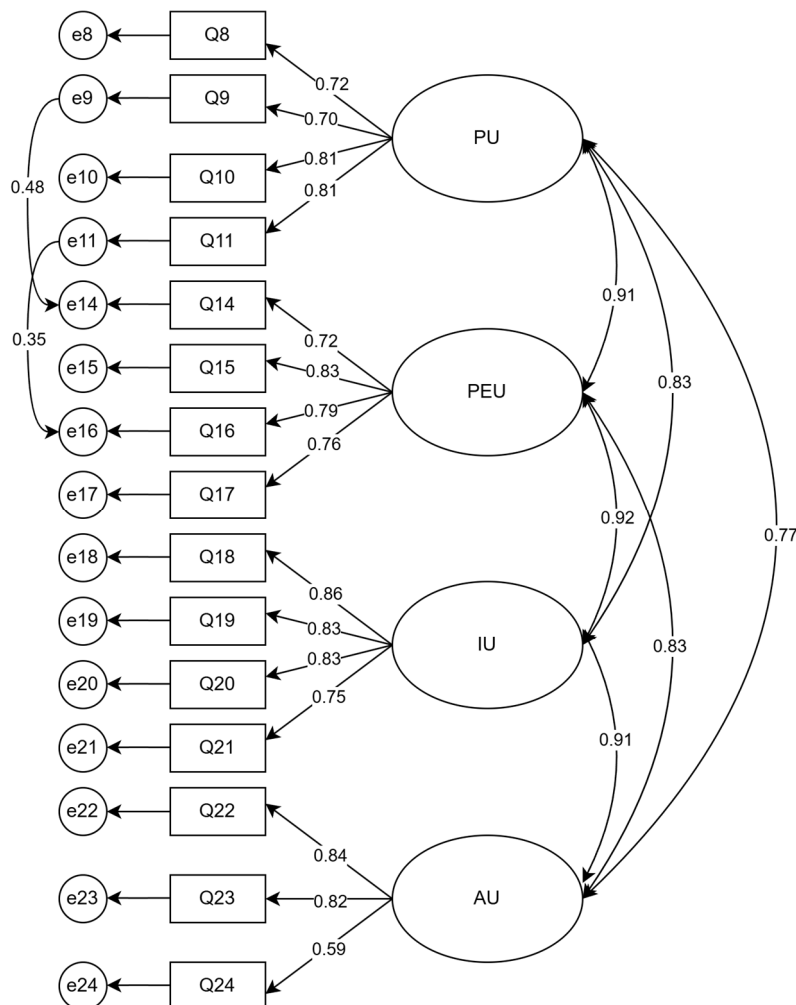 e8 Q8
0.72
e9 Q9
0.70
PU
0.81
e10 Q10
0.48
0.81
e11 Q11
0.91
e14 Q14
0.35
0.72
e15 Q15
0.83
0.83
PEU
0.79
e16 Q16
0.76
e17 Q17
0.92
0.77
e18 Q18
0.86
e19 Q19
0.83
IU
0.83
0.83
e20 Q20
0.75
e21 Q21
0.91
e22 Q22
0.84
e23 Q23
0.82
AU
0.59
e24 Q24